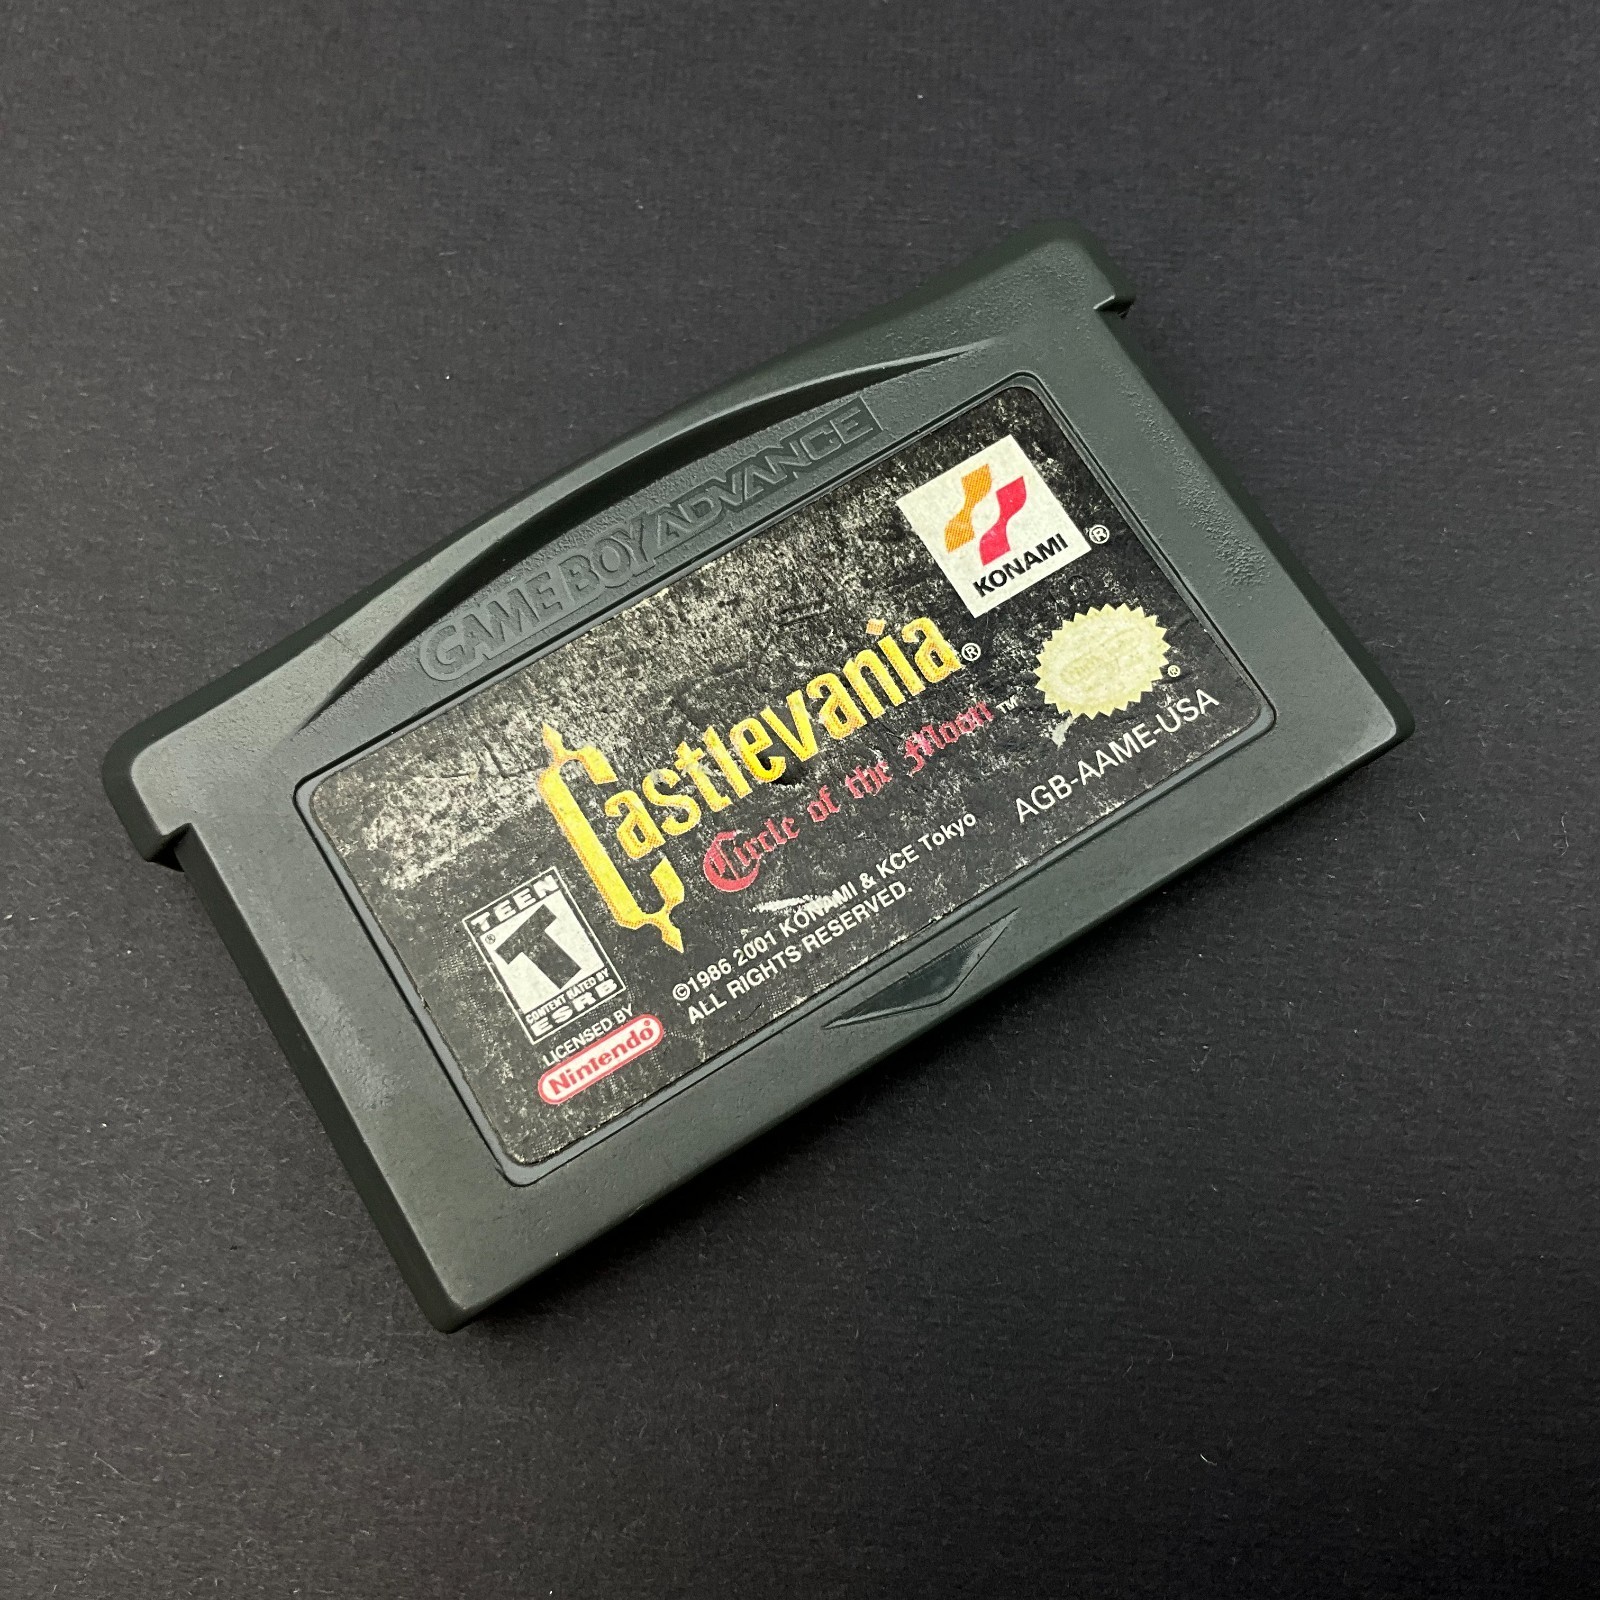 GAME BOY ADVANCE
KONAMI ®
Castlevania®
Circle of the Moon™
®
AGB-AAME-USA
TEEN
®
T
CONTENT RATED BY
ESRB
©1986 2001 KONAMI & KCE Tokyo
ALL RIGHTS RESERVED.
LICENSED BY
Nintendo®